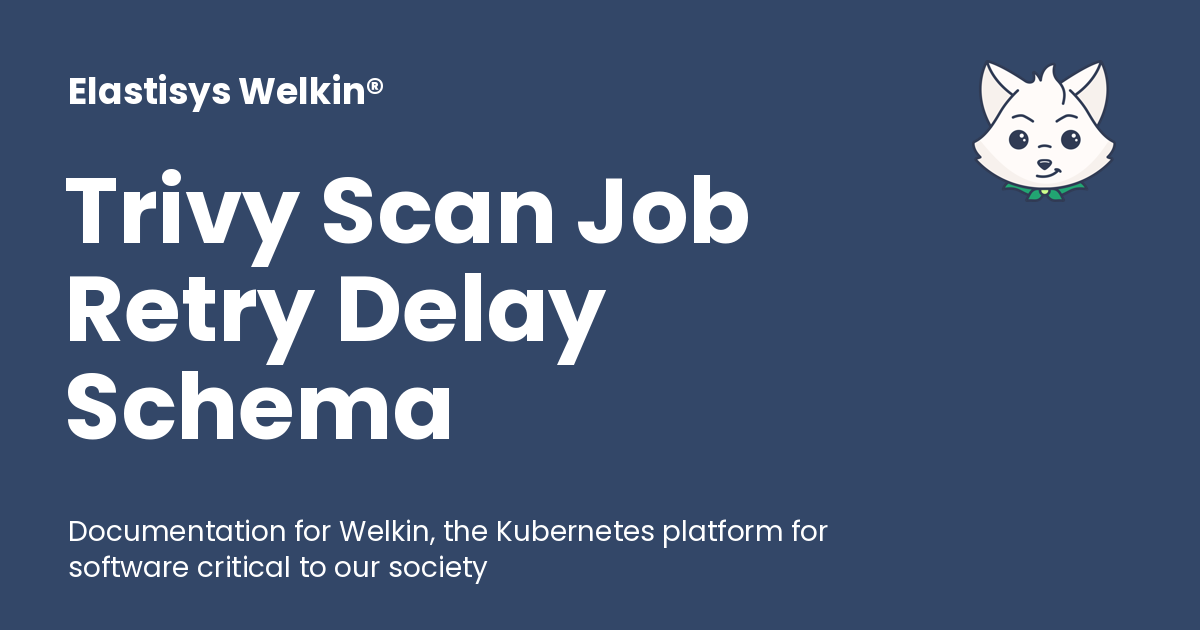 Elastisys Welkin®
Trivy Scan Job
Retry Delay
Schema
Documentation for Welkin, the Kubernetes platform for
software critical to our society